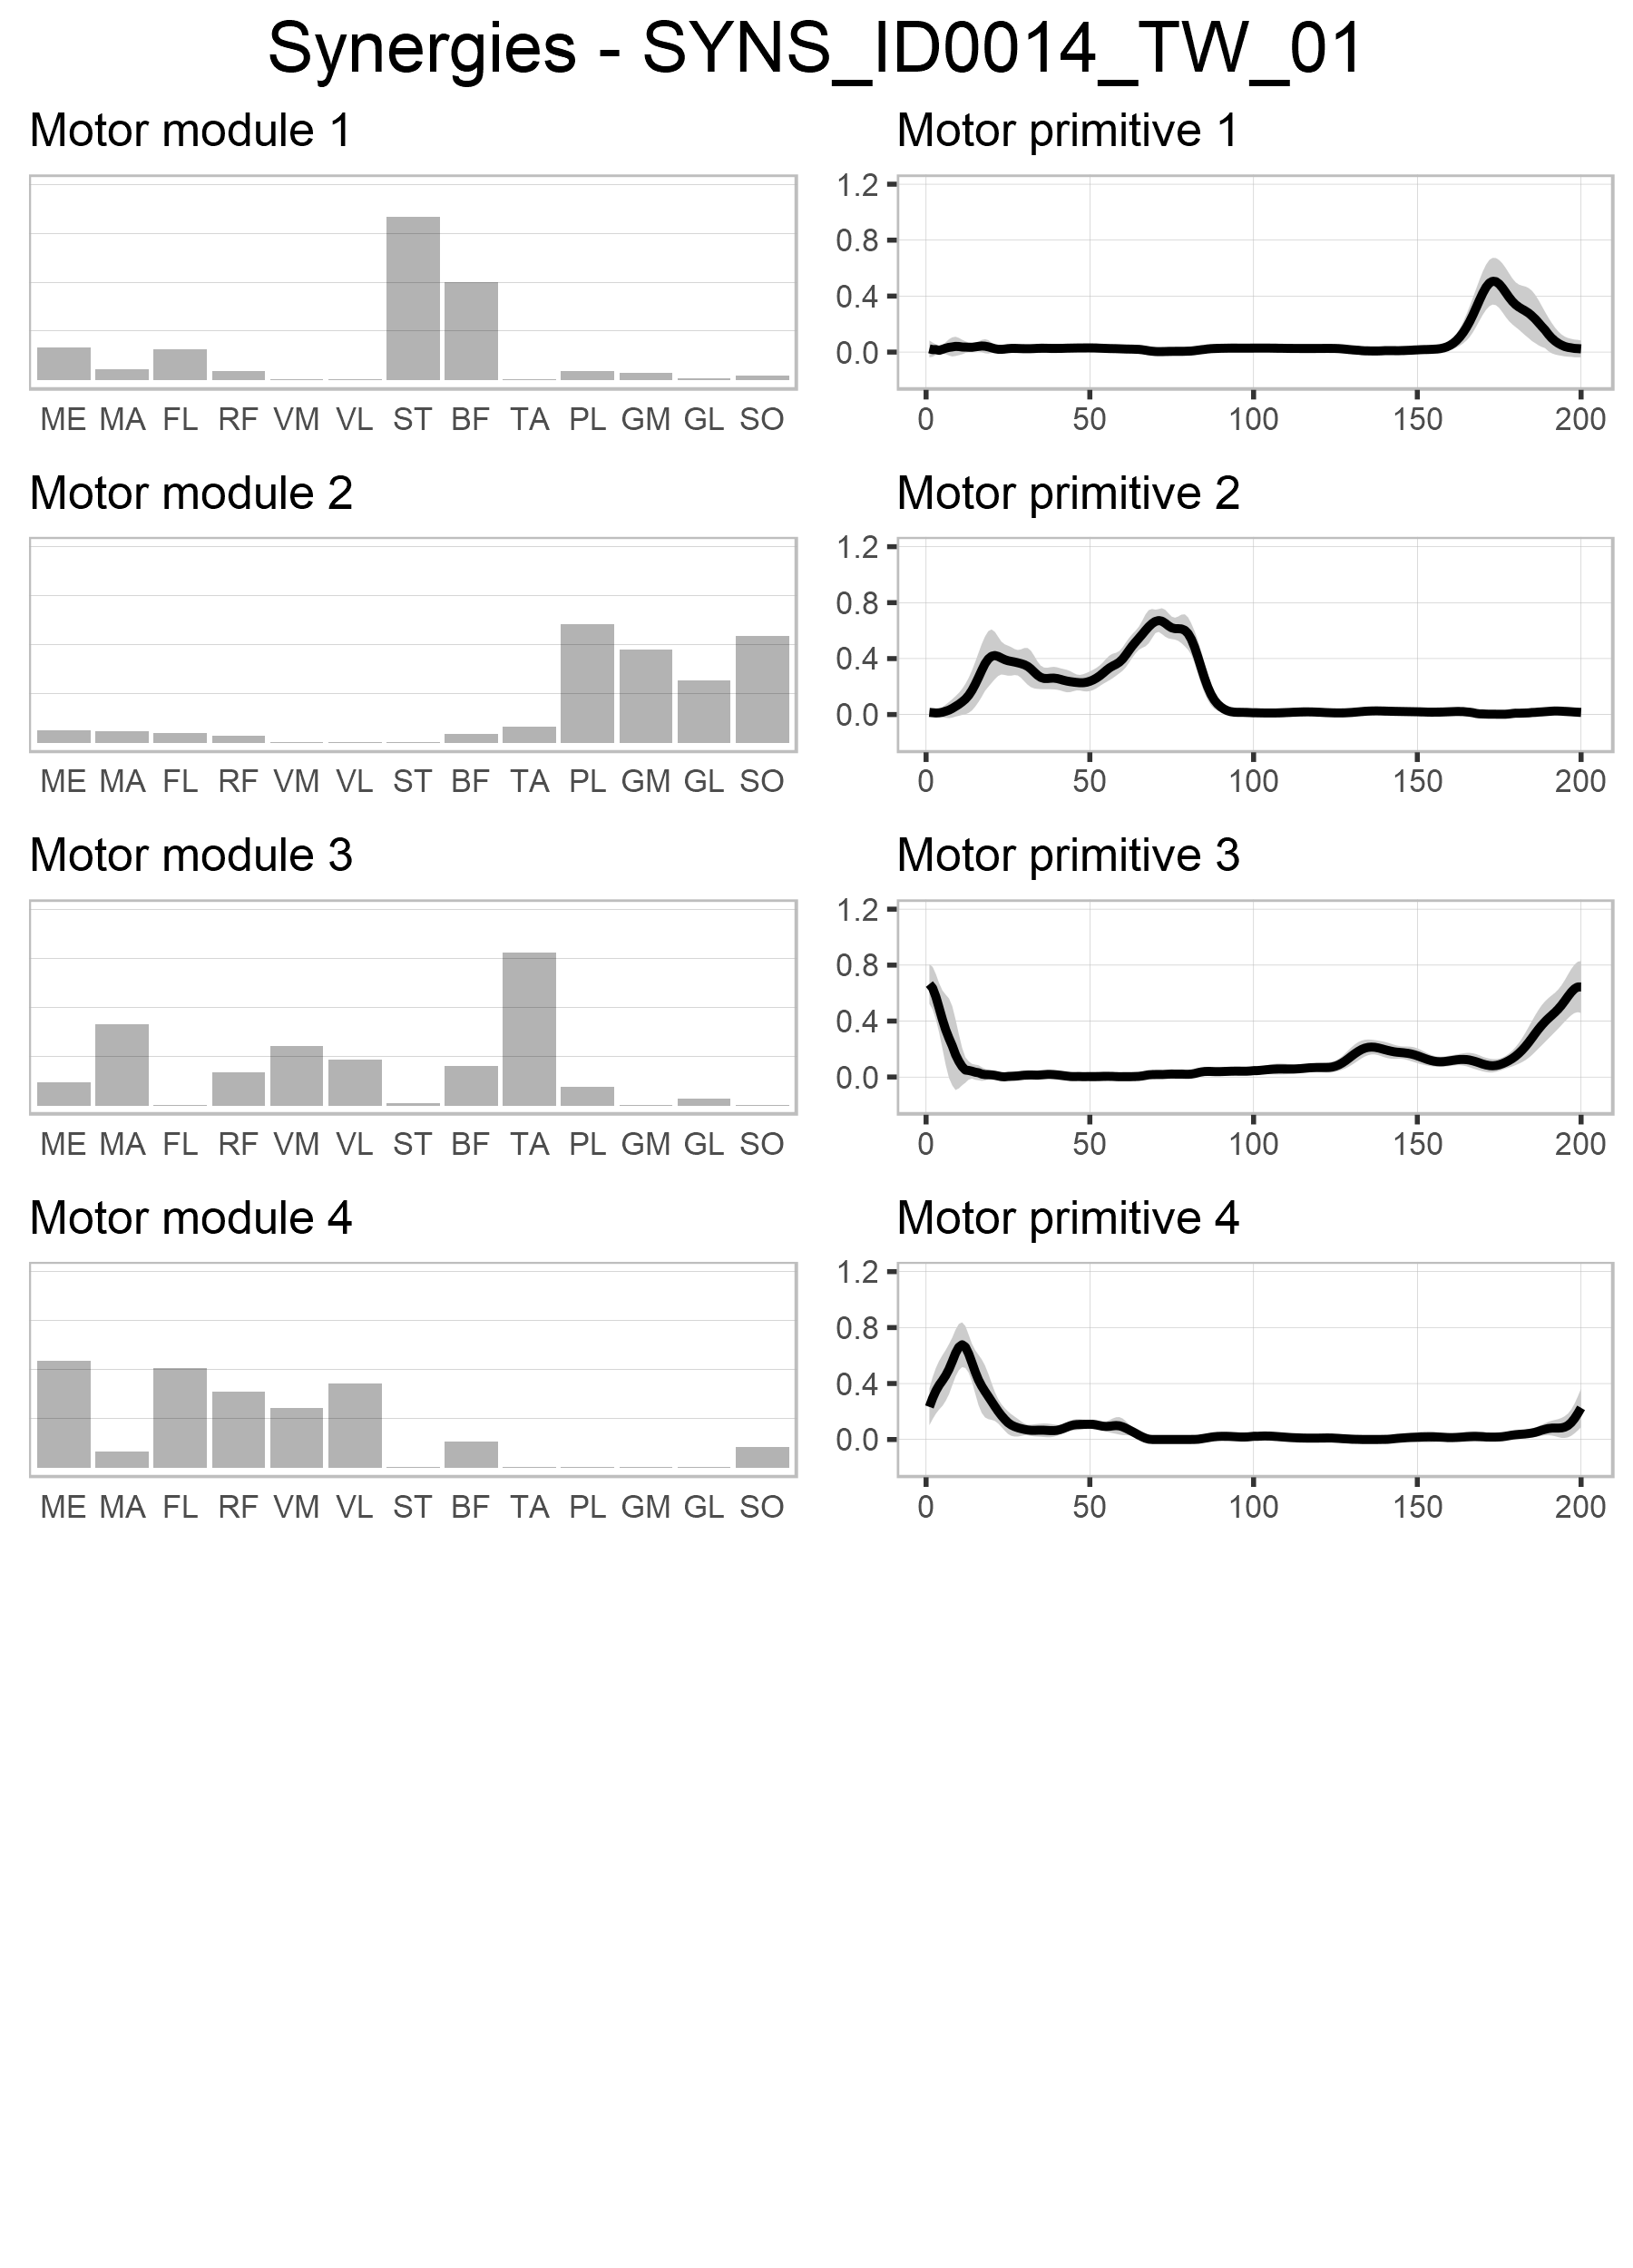 Synergies - SYNS_ID0014_TW_01
Motor module 1
Motor primitive 1
1.2
0.8
0.4
0.0
ME MA FL RF VM VL ST BF TA PL GM GL SO
0 50 100 150 200
Motor module 2
Motor primitive 2
1.2
0.8
0.4
0.0
ME MA FL RF VM VL ST BF TA PL GM GL SO
0 50 100 150 200
Motor module 3
Motor primitive 3
1.2
0.8
0.4
0.0
ME MA FL RF VM VL ST BF TA PL GM GL SO
0 50 100 150 200
Motor module 4
Motor primitive 4
1.2
0.8
0.4
0.0
ME MA FL RF VM VL ST BF TA PL GM GL SO
0 50 100 150 200